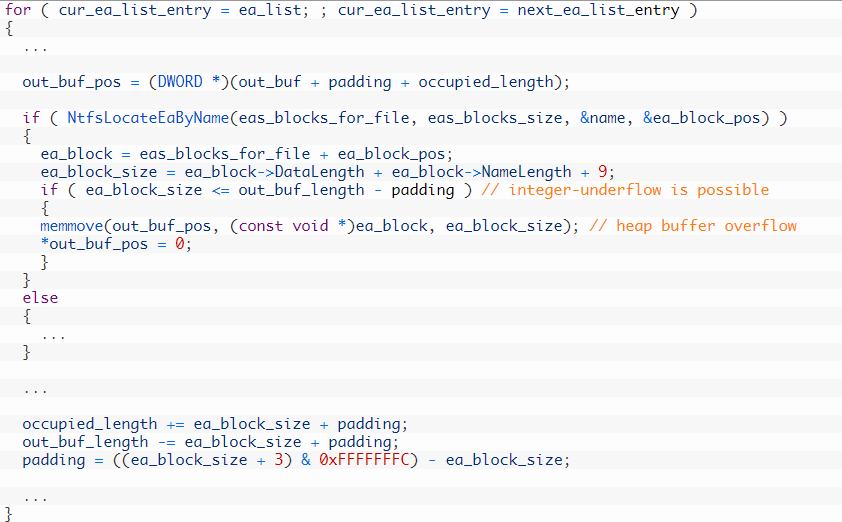 for ( cur_ea_list_entry = ea_list; ; cur_ea_list_entry = next_ea_list_entry )
{
...
out_buf_pos = (DWORD *)(out_buf + padding + occupied_length);
if ( NtfsLocateEaByName(eas_blocks_for_file, eas_blocks_size, &name, &ea_block_pos) )
{
ea_block = eas_blocks_for_file + ea_block_pos;
ea_block_size = ea_block->DataLength + ea_block->NameLength + 9;
if ( ea_block_size <= out_buf_length - padding ) // integer-underflow is possible
{
memmove(out_buf_pos, (const void *)ea_block, ea_block_size); // heap buffer overflow
*out_buf_pos = 0;
}
}
else
{
...
}
...
occupied_length += ea_block_size + padding;
out_buf_length -= ea_block_size + padding;
padding = ((ea_block_size + 3) & 0xFFFFFFFC) - ea_block_size;
...
}